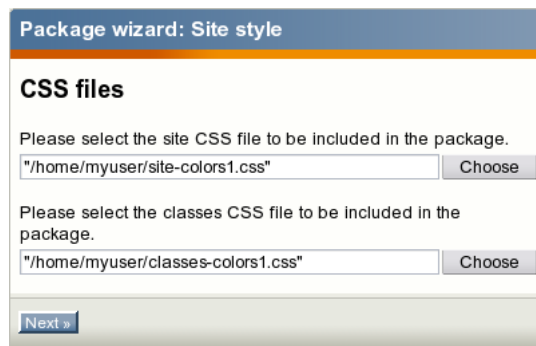 Package wizard: Site style
CSS files
Please select the site CSS file to be included in the package.
"/home/myuser/site-colors1.css" Choose
Please select the classes CSS file to be included in the
package.
"/home/myuser/classes-colors1.css" Choose
Next »